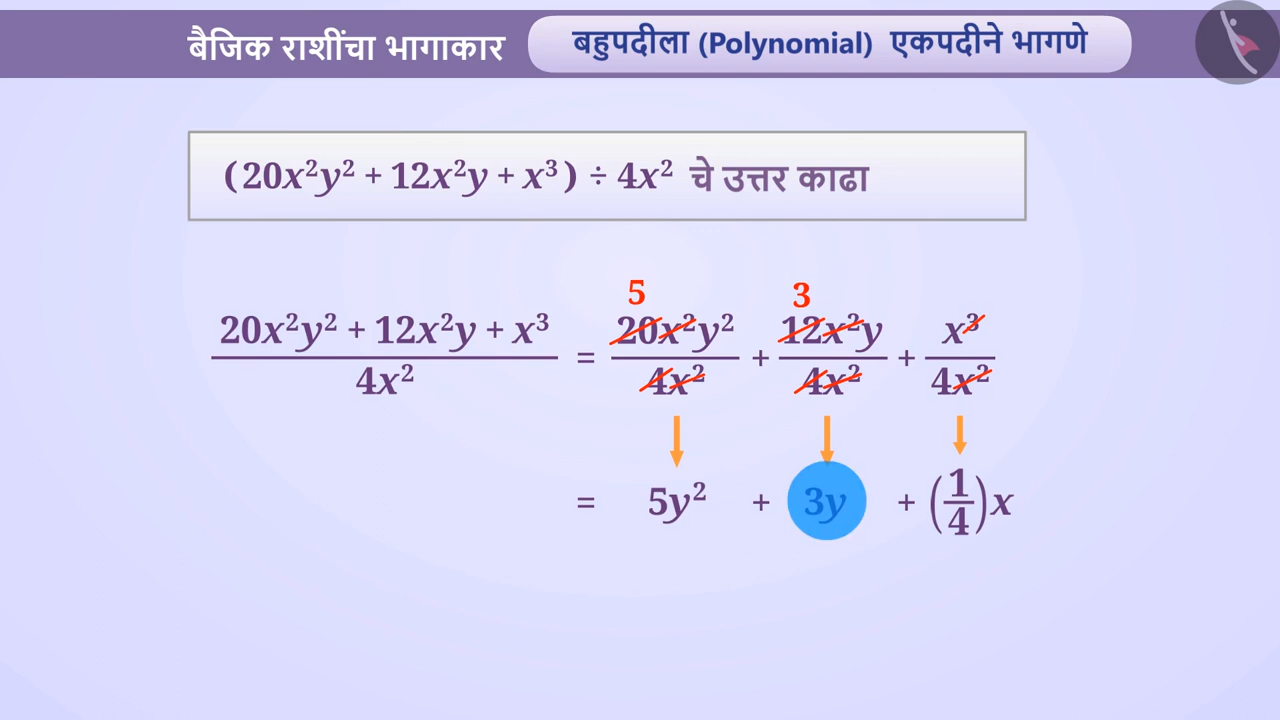 बैजिक राशींचा भागाकार
बहुपदीला (Polynomial) एकपदीने भागणे
(20x²y² + 12x²y + x³) ÷ 4x² चे उत्तर काढा
5 3
20x²y² + 12x²y + x³ / 4x² = 20x²y² / 4x² + 12x²y / 4x² + x³ / 4x²
= 5y² + 3y + (1/4)x